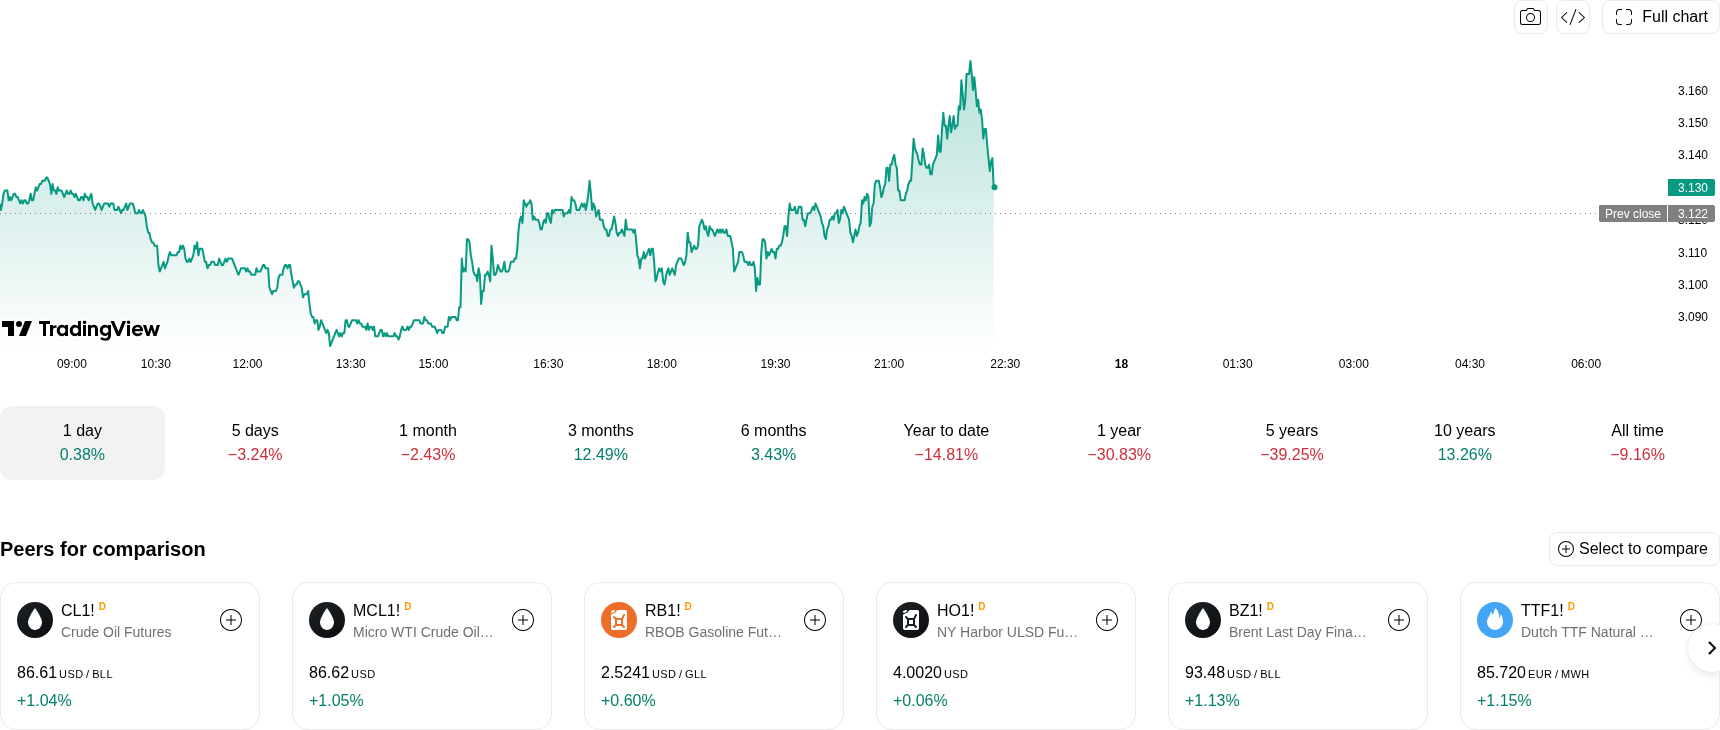 Full chart
3.160
3.150
3.140
3.130
Prev close 3.122
3.110
3.100
3.090
TradingView
09:00 10:30 12:00 13:30 15:00 16:30 18:00 19:30 21:00 22:30 18 01:30 03:00 04:30 06:00
1 day 5 days 1 month 3 months 6 months Year to date 1 year 5 years 10 years All time
0.38% −3.24% −2.43% 12.49% 3.43% −14.81% −30.83% −39.25% 13.26% −9.16%
Peers for comparison
Select to compare
CL1! D
Crude Oil Futures
86.61 USD / BLL
+1.04%
MCL1! D
Micro WTI Crude Oil…
86.62 USD
+1.05%
RB1! D
RBOB Gasoline Fut…
2.5241 USD / GLL
+0.60%
HO1! D
NY Harbor ULSD Fu…
4.0020 USD
+0.06%
BZ1! D
Brent Last Day Fina…
93.48 USD / BLL
+1.13%
TTF1! D
Dutch TTF Natural …
85.720 EUR / MWH
+1.15%